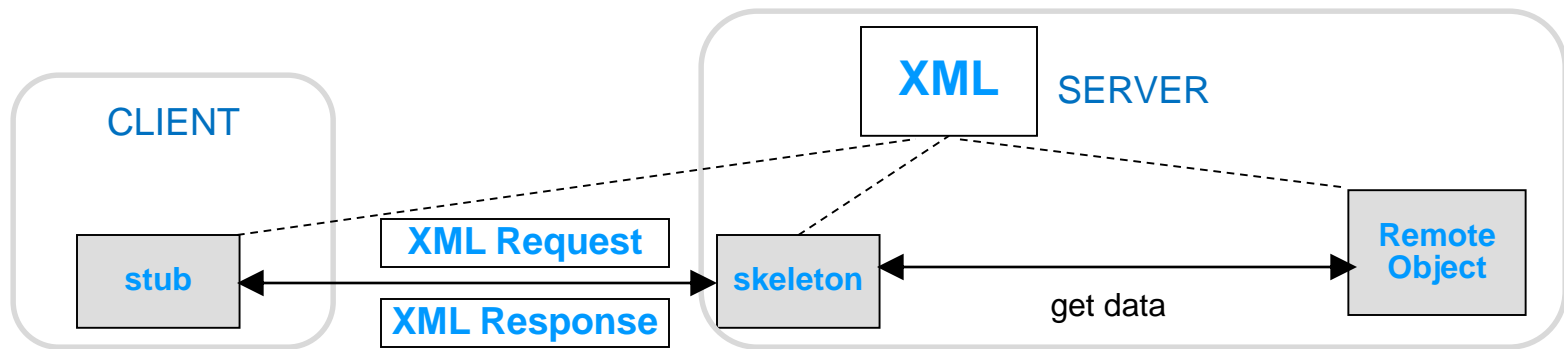 XML
SERVER
CLIENT
XML Request
stub
skeleton
Remote
Object
get data
XML Response